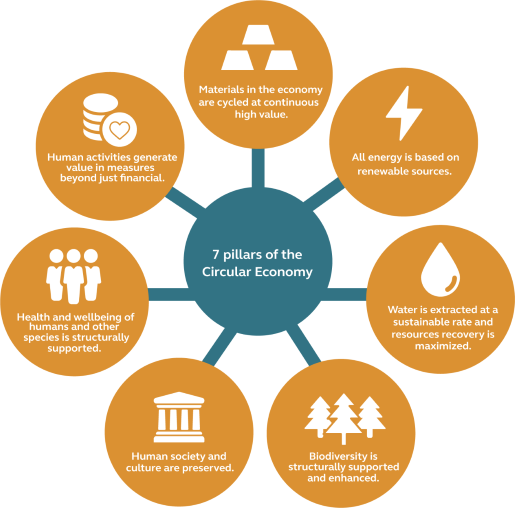 7 pillars of the
Circular Economy
Materials in the economy
are cycled at continuous
high value.
All energy is based on
renewable sources.
Water is extracted at a
sustainable rate and
resources recovery is
maximized.
Biodiversity is
structurally supported
and enhanced.
Human society and
culture are preserved.
Health and wellbeing of
humans and other
species is structurally
supported.
Human activities generate
value in measures
beyond just financial.